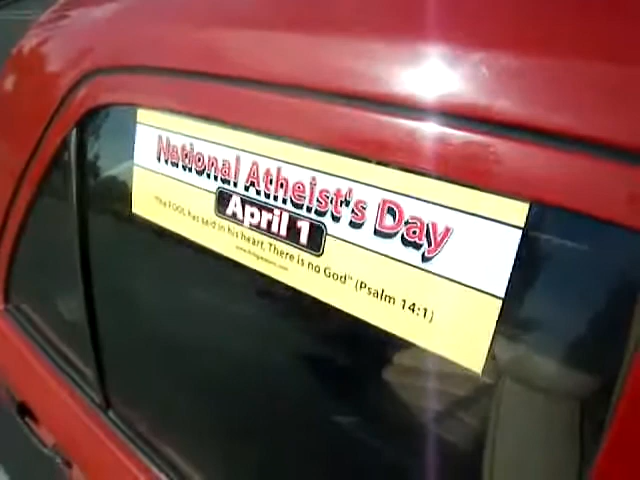 National Atheist's Day
April 1
"The FOOL has said in his heart, There is no God" (Psalm 14:1)